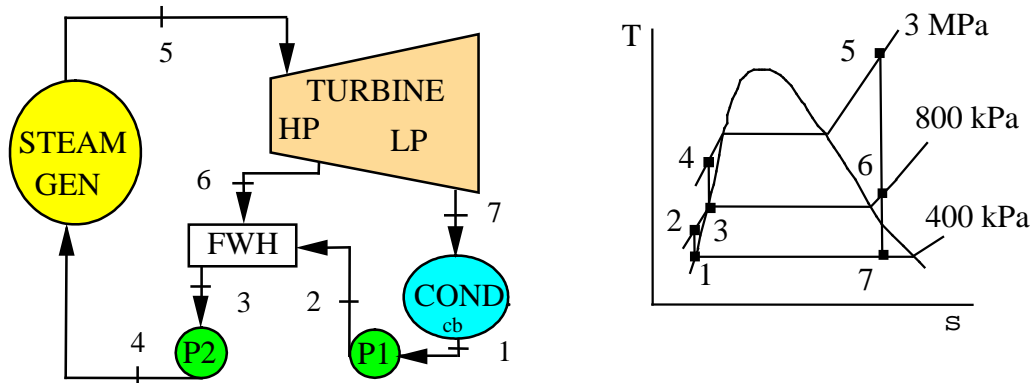 5
TURBINE
HP
LP
STEAM
GEN
6
7
FWH
3
2
COND.
cb
1
4
P2
P1
T
3 MPa
5
800 kPa
4
6
400 kPa
2
3
1
7
s